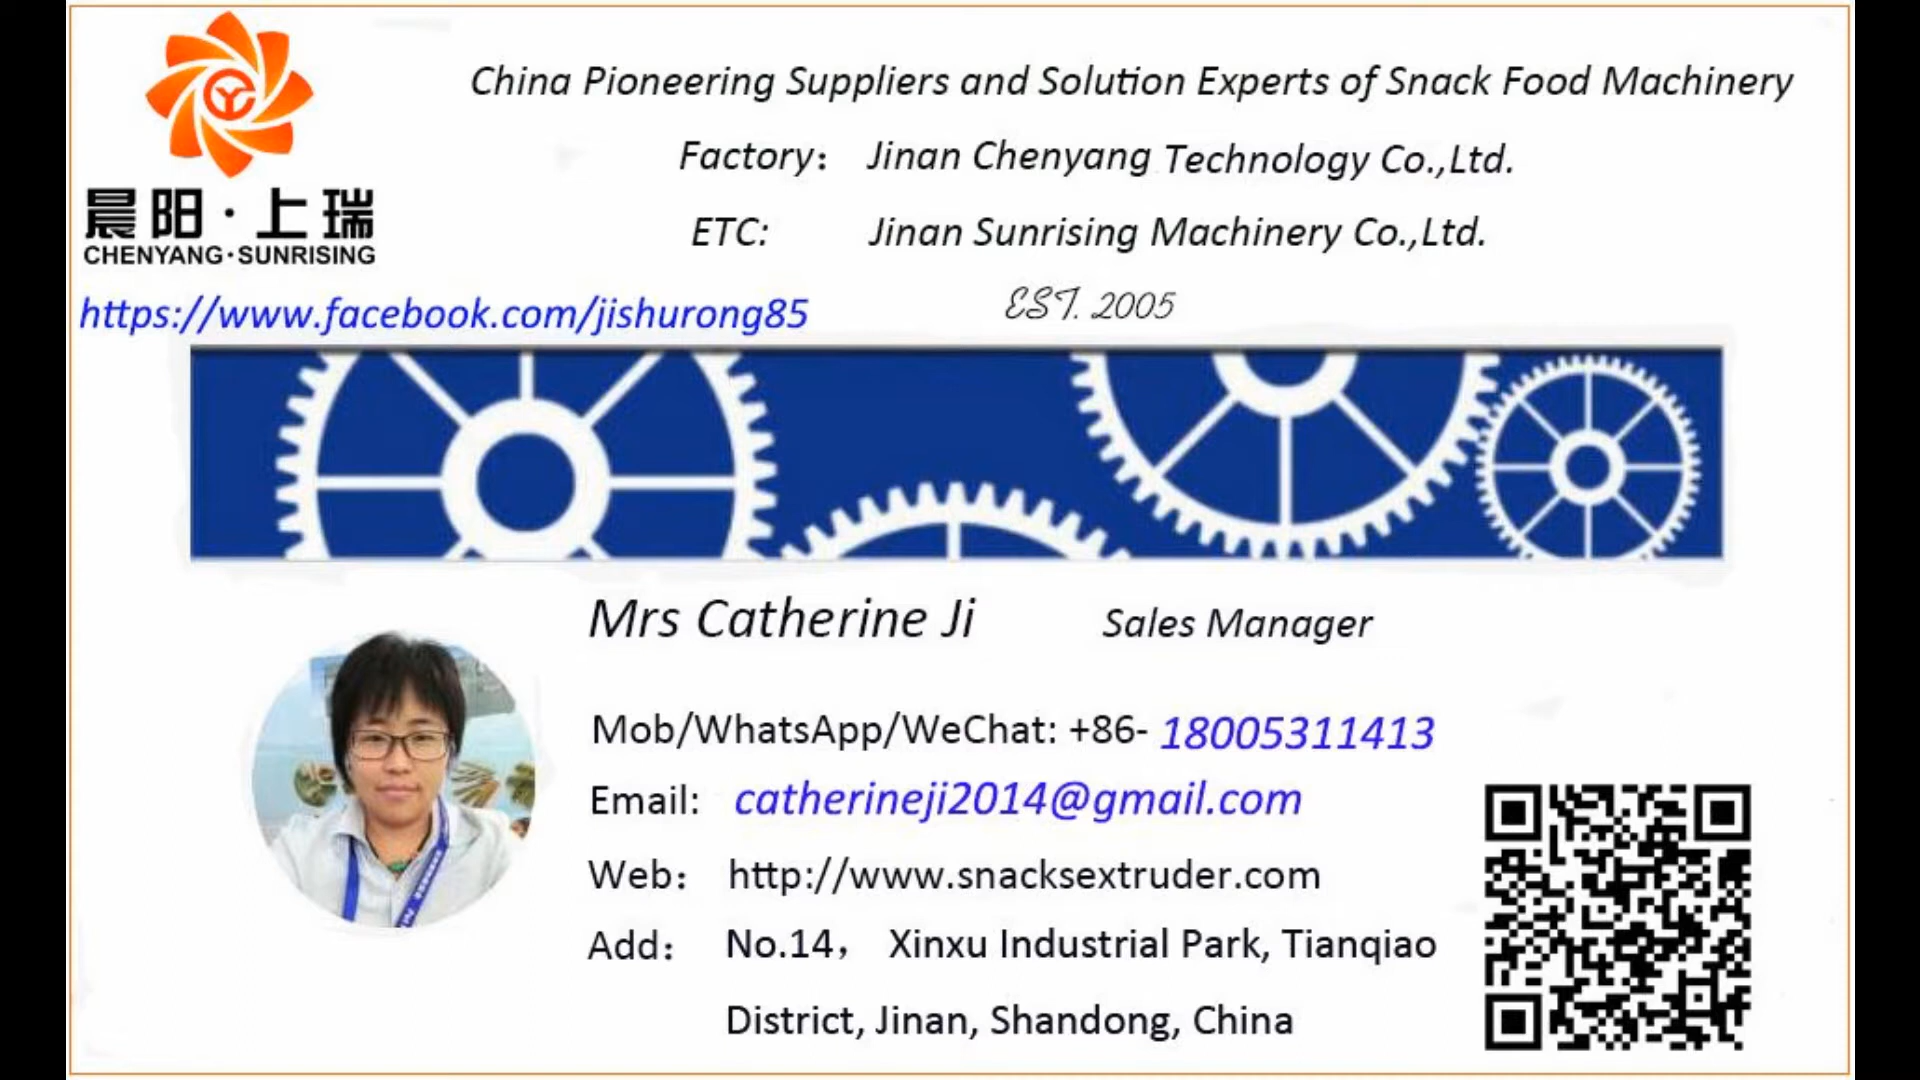 China Pioneering Suppliers and Solution Experts of Snack Food Machinery
Factory： Jinan Chenyang Technology Co.,Ltd.
晨阳·上瑞
CHENYANG·SUNRISING
ETC: Jinan Sunrising Machinery Co.,Ltd.
https://www.facebook.com/jishurong85
EST. 2005
Mrs Catherine Ji Sales Manager
Mob/WhatsApp/WeChat: +86- 18005311413
Email: catherineji2014@gmail.com
Web： http://www.snacksextruder.com
Add： No.14， Xinxu Industrial Park, Tianqiao
District, Jinan, Shandong, China